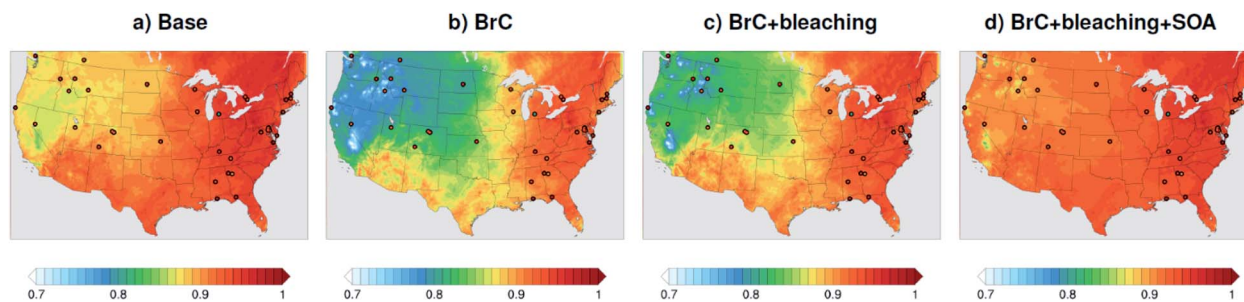 a) Base
b) BrC
c) BrC+bleaching
d) BrC+bleaching+SOA
0.7 0.8 0.9 1
0.7 0.8 0.9 1
0.7 0.8 0.9 1
0.7 0.8 0.9 1